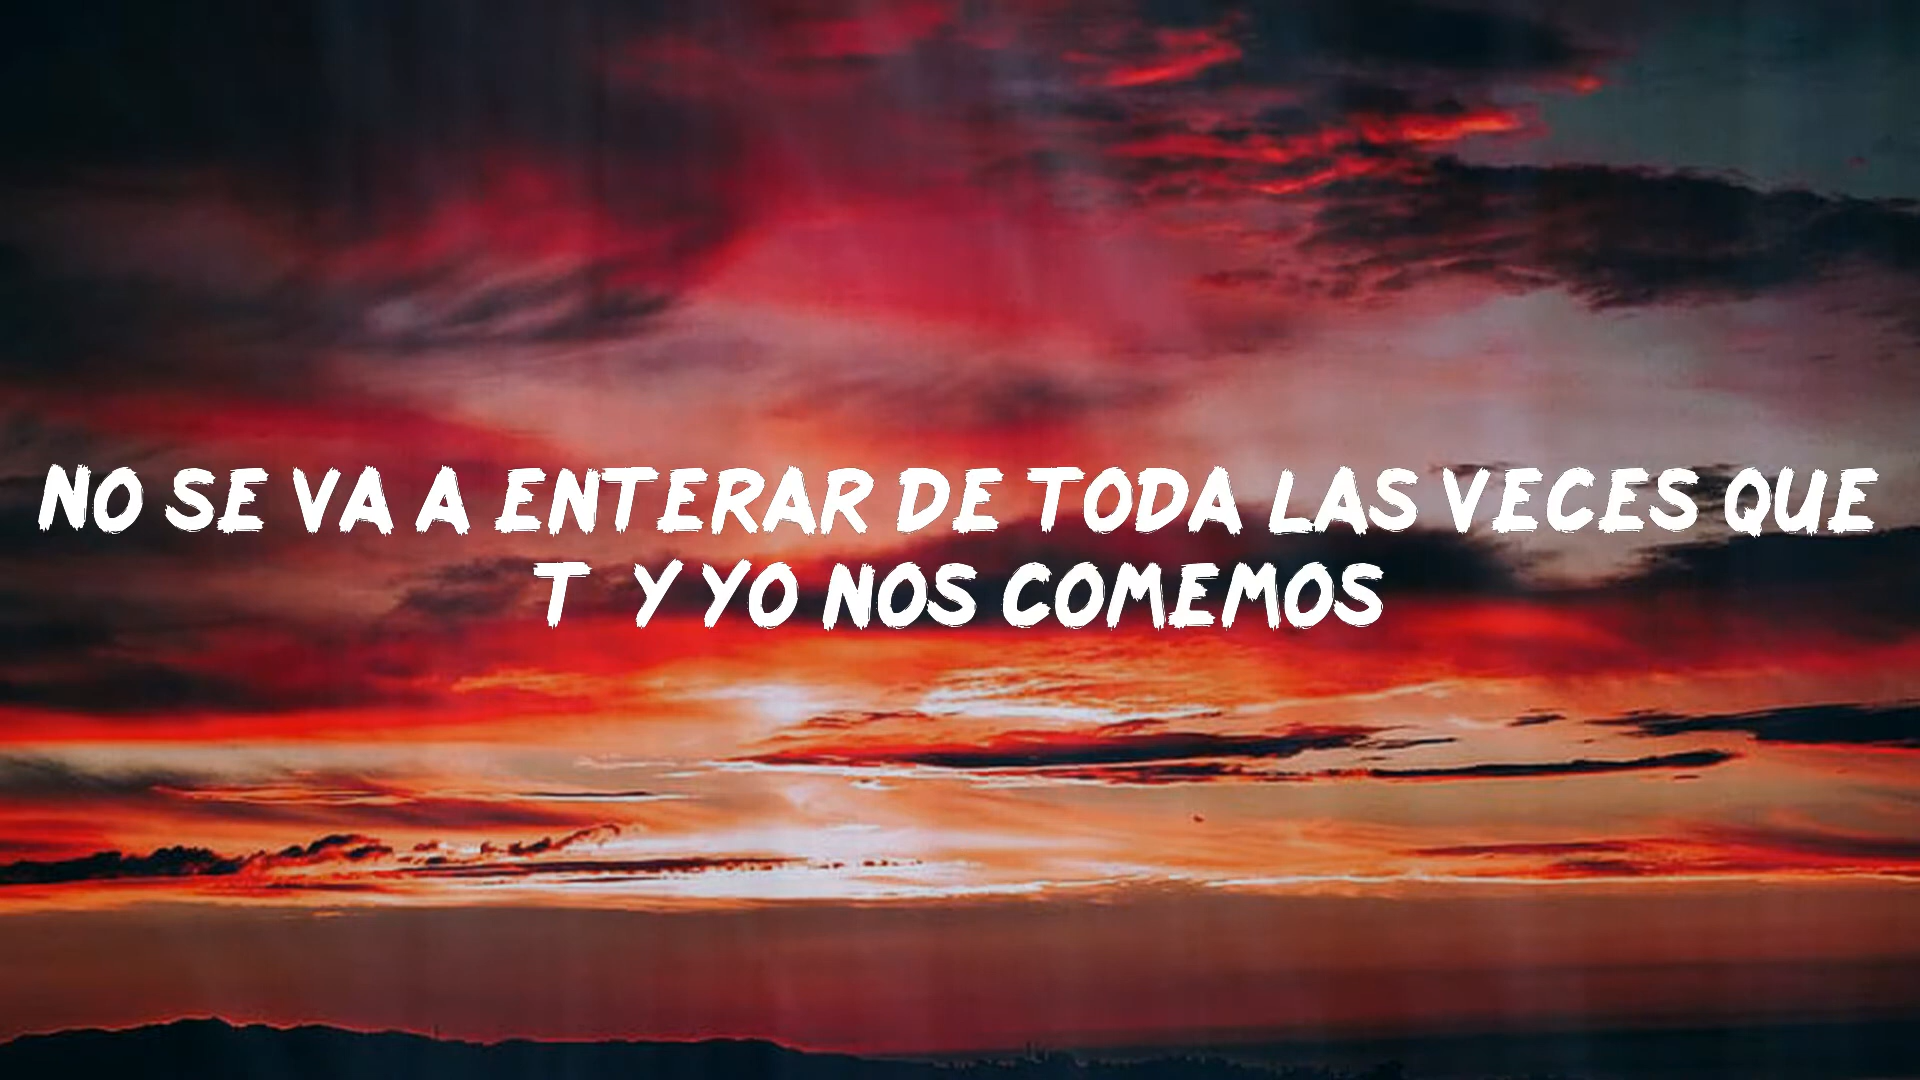 NO SE VA A ENTERAR DE TODA LAS VECES QUE
T Y YO NOS COMEMOS